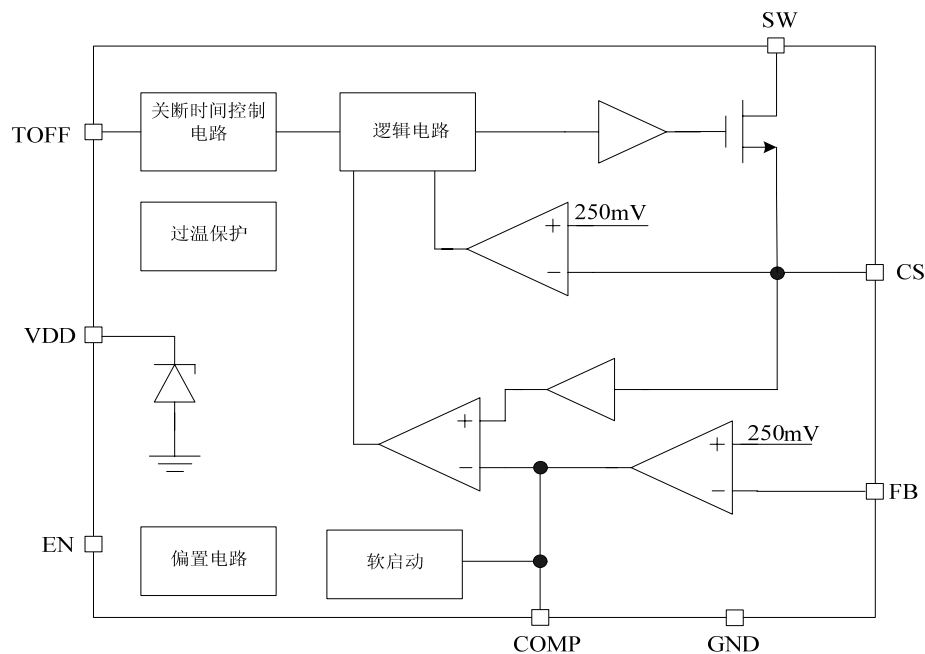 SW
关断时间控制
电路
TOFF
逻辑电路
过温保护
250mV
+
−
CS
VDD
+
−
250mV
+
−
FB
EN
偏置电路
软启动
COMP
GND